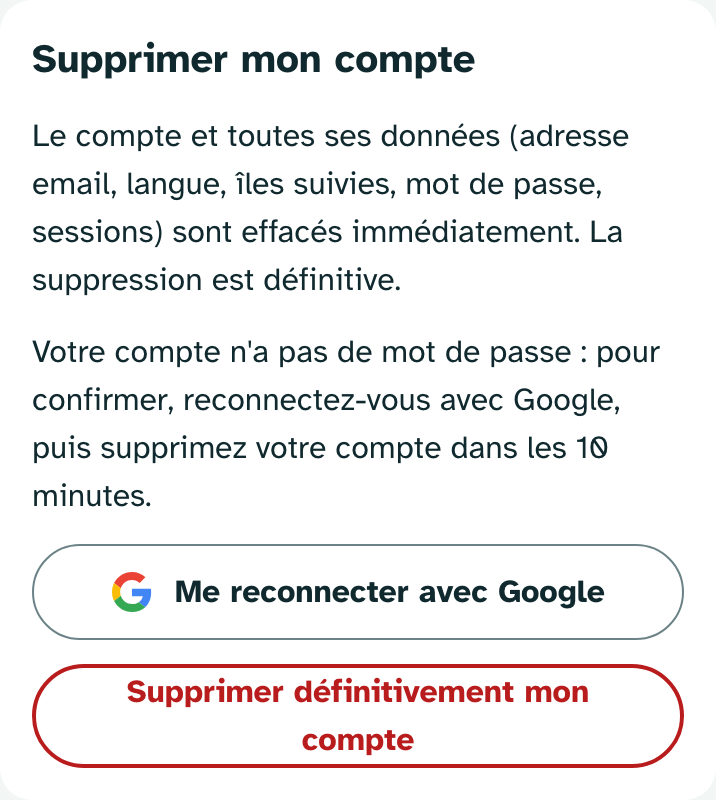 Supprimer mon compte
Le compte et toutes ses données (adresse
email, langue, îles suivies, mot de passe,
sessions) sont effacés immédiatement. La
suppression est définitive.
Votre compte n'a pas de mot de passe : pour
confirmer, reconnectez-vous avec Google,
puis supprimez votre compte dans les 10
minutes.
Me reconnecter avec Google
Supprimer définitivement mon
compte